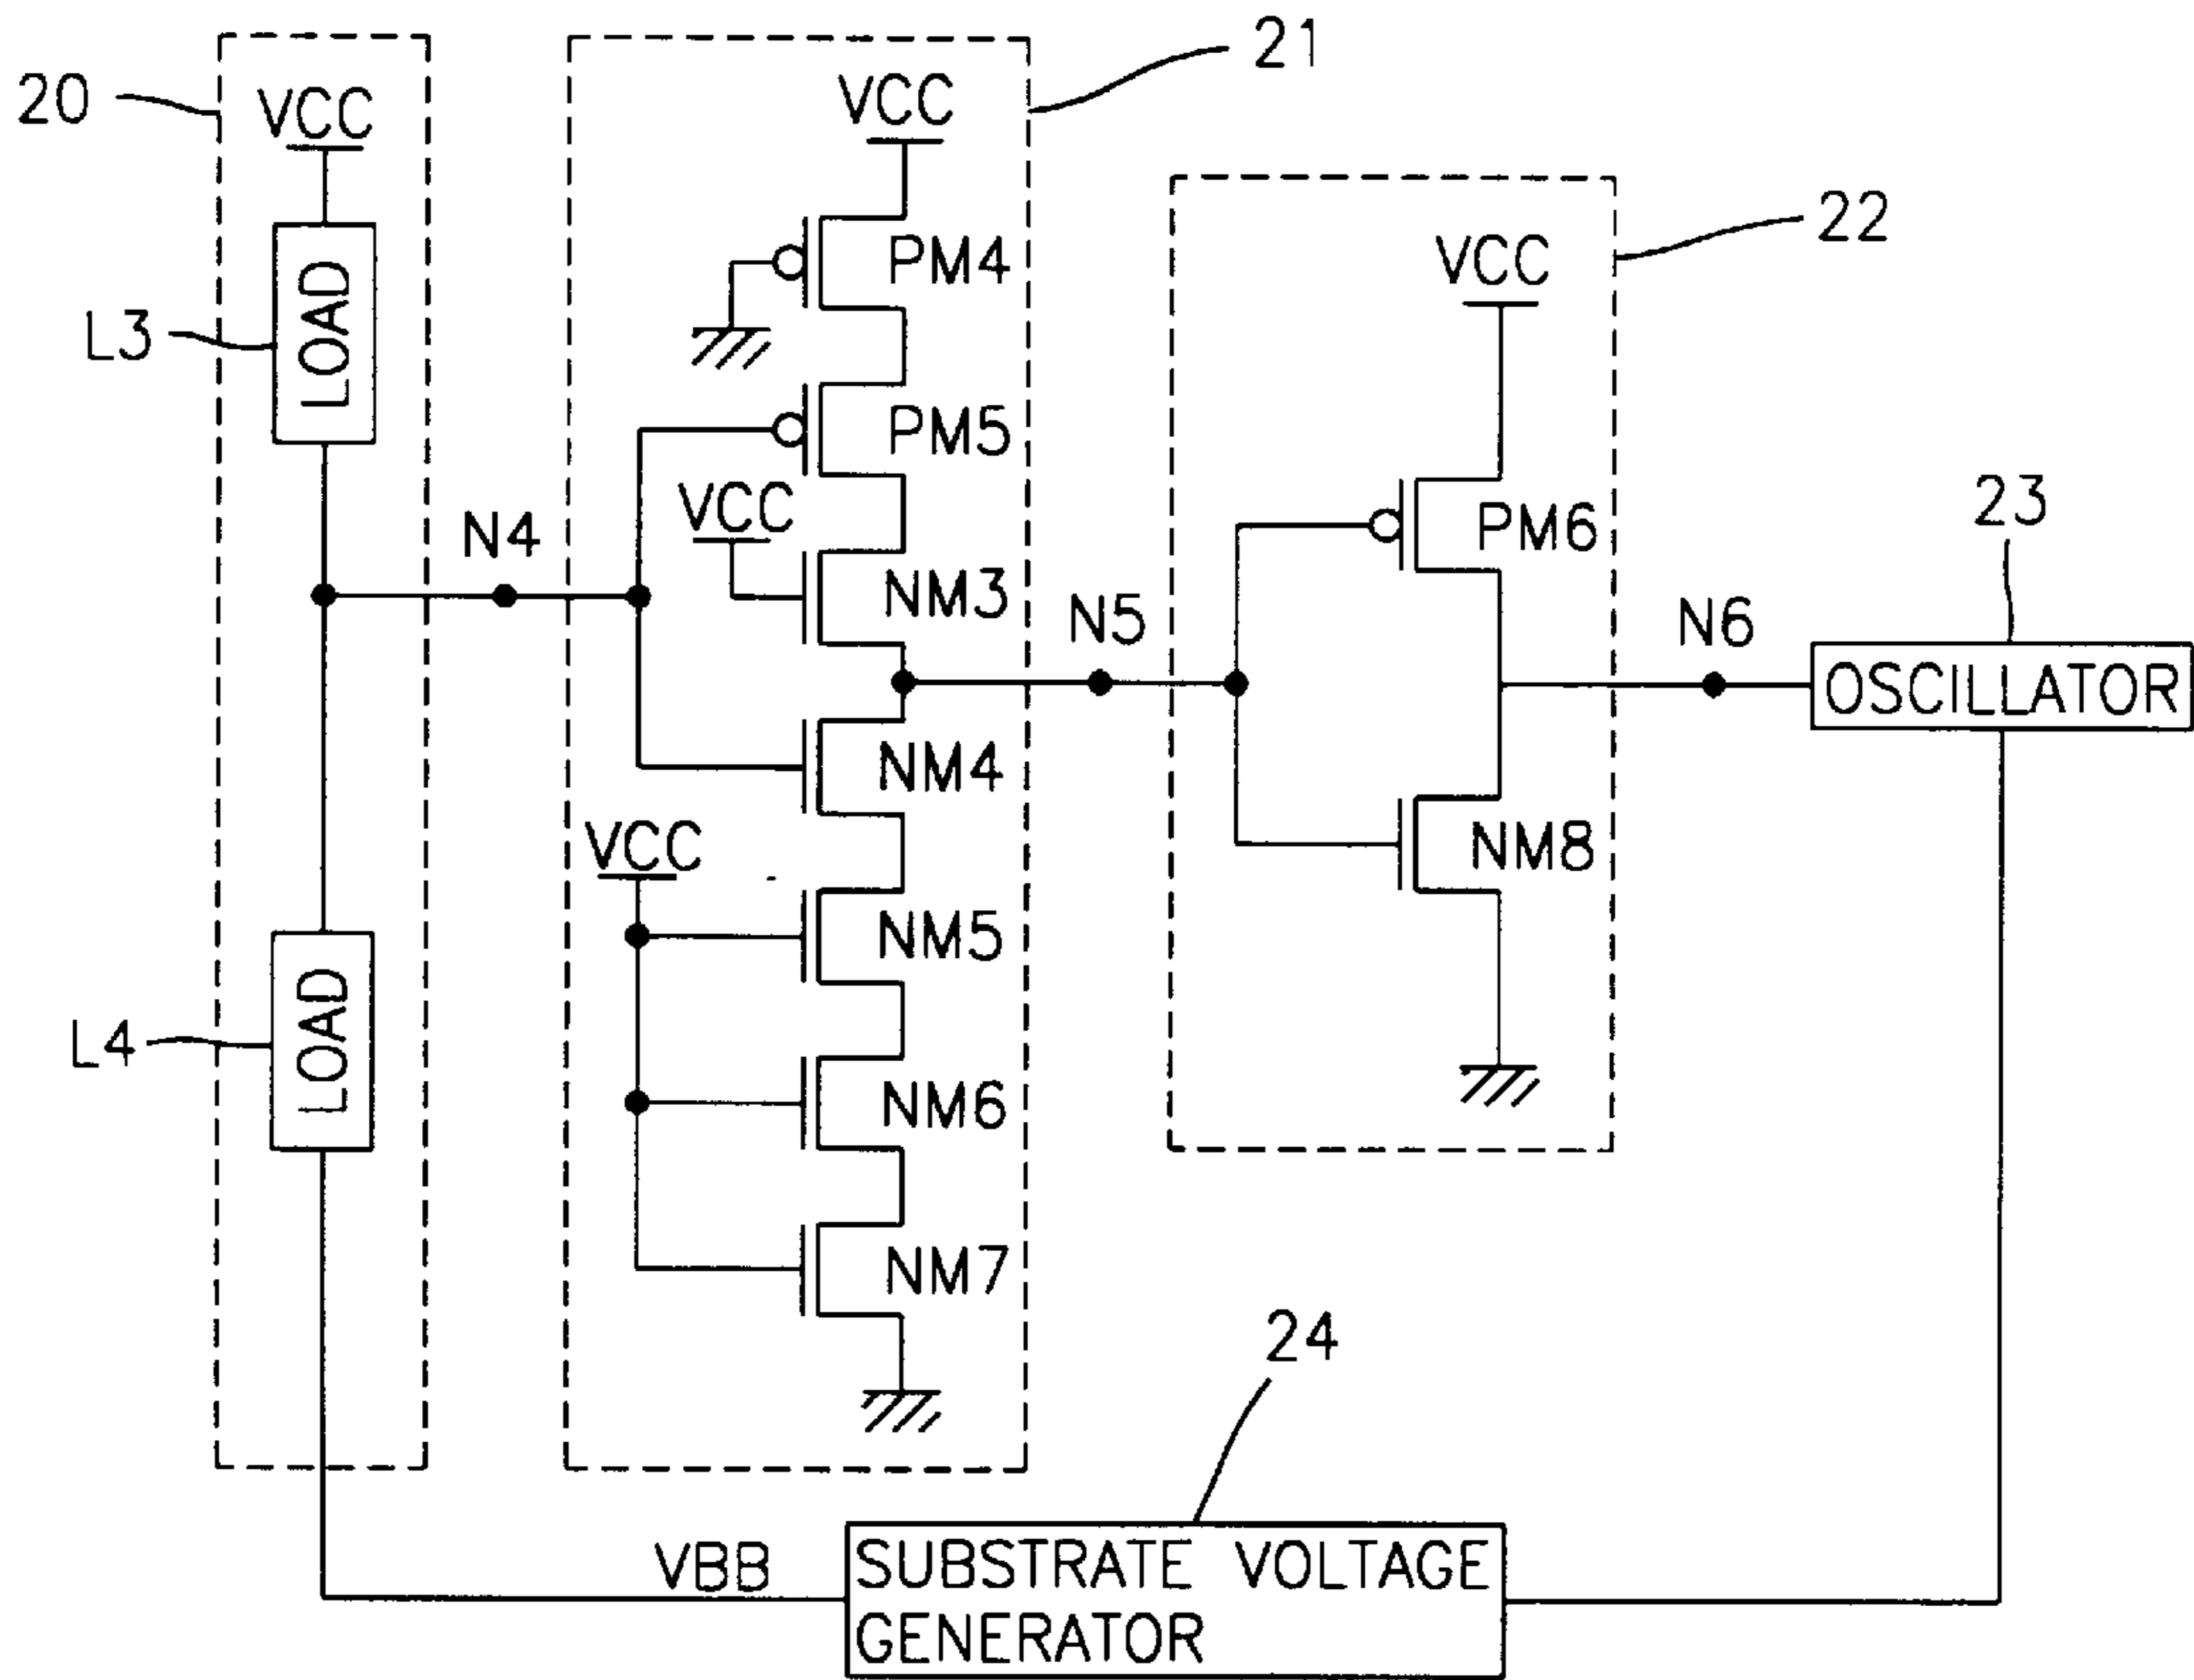 20
VCC
LOAD
L3
LOAD
L4
21
VCC
PM4
PM5
VCC
NM3
N4
NM4
VCC
NM5
NM6
NM7
N5
22
VCC
PM6
NM8
N6
23
OSCILLATOR
24
VBB
SUBSTRATE VOLTAGE
GENERATOR